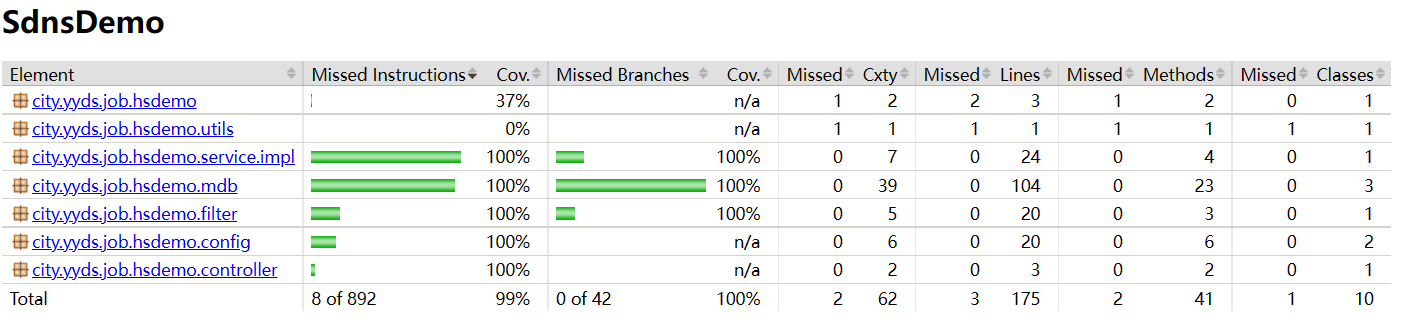 SdnsDemo
Element Missed Instructions Cov. Missed Branches Cov. Missed Cxty Missed Lines Missed Methods Missed Classes
city.yyds.job.hsdemo 37% n/a 1 2 2 3 1 2 0 1
city.yyds.job.hsdemo.utils 0% n/a 1 1 1 1 1 1 1 1
city.yyds.job.hsdemo.service.impl 100% 100% 0 7 0 24 0 4 0 1
city.yyds.job.hsdemo.mdb 100% 100% 0 39 0 104 0 23 0 3
city.yyds.job.hsdemo.filter 100% 100% 0 5 0 20 0 3 0 1
city.yyds.job.hsdemo.config 100% n/a 0 6 0 20 0 6 0 2
city.yyds.job.hsdemo.controller 100% n/a 0 2 0 3 0 2 0 1
Total 8 of 892 99% 0 of 42 100% 2 62 3 175 2 41 1 10